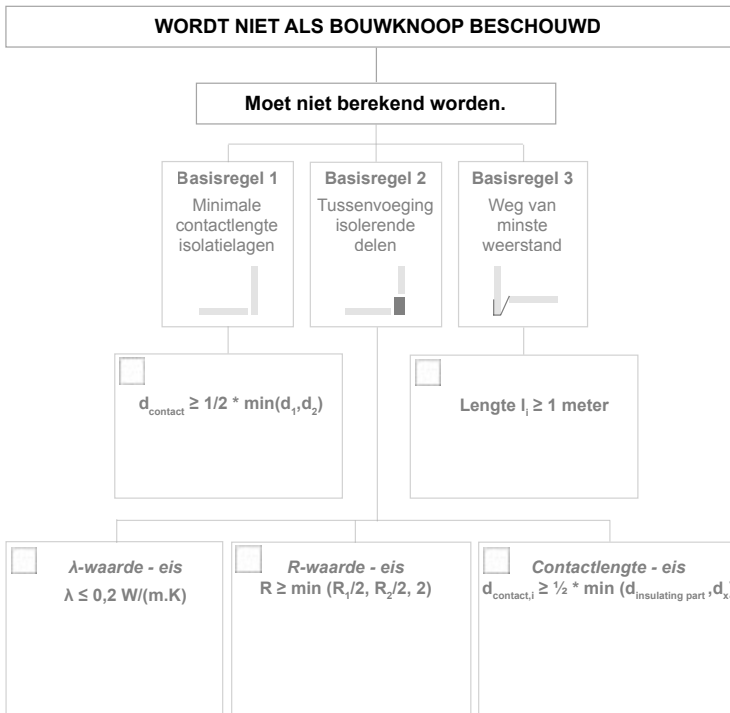 WORDT NIET ALS BOUWKNOOP BESCHOUWD
Moet niet berekend worden.
Basisregel 1
Minimale
contactlengte
isolatielagen
Basisregel 2
Tussenvoeging
isolerende
delen
Basisregel 3
Weg van
minste
weerstand
d_contact ≥ 1/2 * min(d_1,d_2)
Lengte l_i ≥ 1 meter
λ-waarde - eis
λ ≤ 0,2 W/(m.K)
R-waarde - eis
R ≥ min (R_1/2, R_2/2, 2)
Contactlengte - eis
d_contact,i ≥ ½ * min (d_insulating part ,d_x